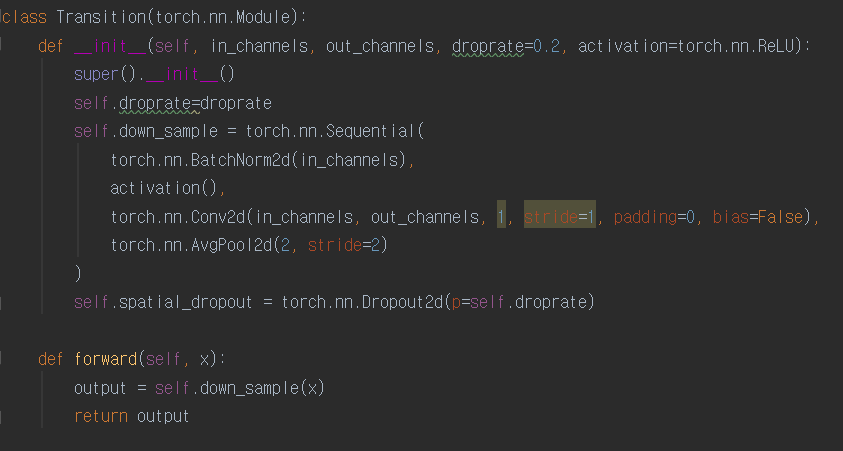 class Transition(torch.nn.Module):
    def __init__(self, in_channels, out_channels, droprate=0.2, activation=torch.nn.ReLU):
        super().__init__()
        self.droprate=droprate
        self.down_sample = torch.nn.Sequential(
            torch.nn.BatchNorm2d(in_channels),
            activation(),
            torch.nn.Conv2d(in_channels, out_channels, 1, stride=1, padding=0, bias=False),
            torch.nn.AvgPool2d(2, stride=2)
        )
        self.spatial_dropout = torch.nn.Dropout2d(p=self.droprate)
    def forward(self, x):
        output = self.down_sample(x)
        return output